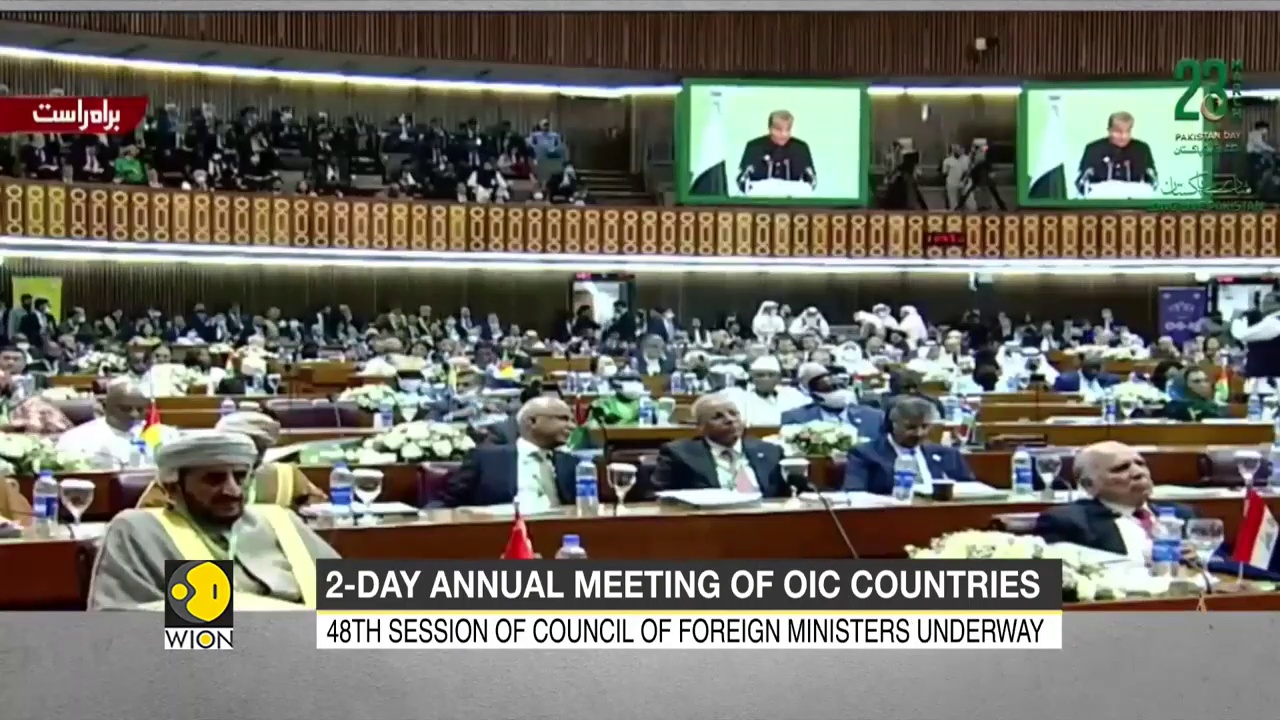 براہ راست
23
MARCH
PAKISTAN DAY
WION
2-DAY ANNUAL MEETING OF OIC COUNTRIES
48TH SESSION OF COUNCIL OF FOREIGN MINISTERS UNDERWAY